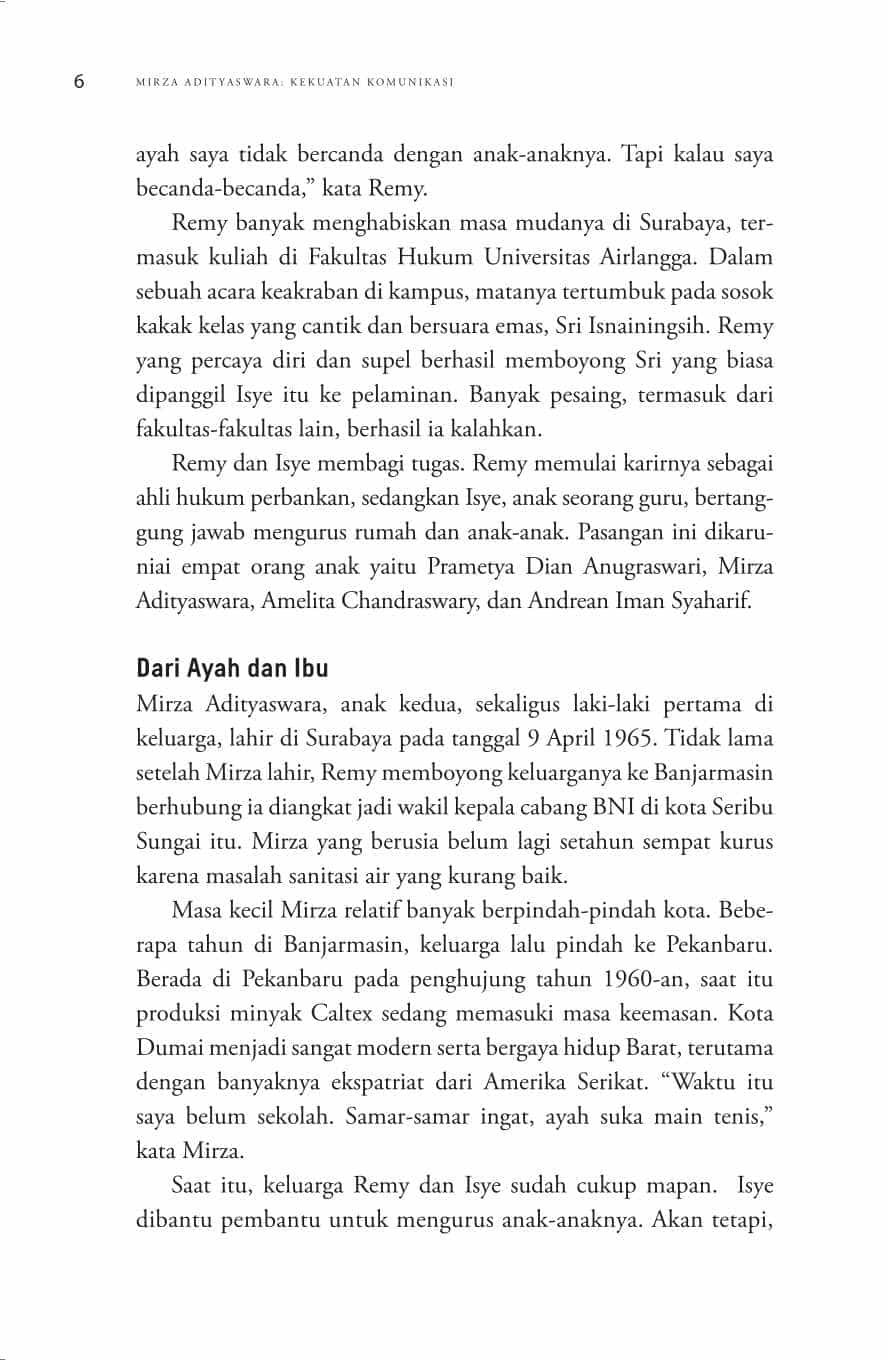 6 MIRZA ADITYASWARA: KEKUATAN KOMUNIKASI
ayah saya tidak bercanda dengan anak-anaknya. Tapi kalau saya
becanda-becanda,” kata Remy.
Remy banyak menghabiskan masa mudanya di Surabaya, ter-
masuk kuliah di Fakultas Hukum Universitas Airlangga. Dalam
sebuah acara keakraban di kampus, matanya tertumbuk pada sosok
kakak kelas yang cantik dan bersuara emas, Sri Isnainingsih. Remy
yang percaya diri dan supel berhasil memboyong Sri yang biasa
dipanggil Isye itu ke pelaminan. Banyak pesaing, termasuk dari
fakultas-fakultas lain, berhasil ia kalahkan.
Remy dan Isye membagi tugas. Remy memulai karirnya sebagai
ahli hukum perbankan, sedangkan Isye, anak seorang guru, bertang-
gung jawab mengurus rumah dan anak-anak. Pasangan ini dikaru-
niai empat orang anak yaitu Prametya Dian Anugraswari, Mirza
Adityaswara, Amelita Chandraswary, dan Andrean Iman Syaharif.
Dari Ayah dan Ibu
Mirza Adityaswara, anak kedua, sekaligus laki-laki pertama di
keluarga, lahir di Surabaya pada tanggal 9 April 1965. Tidak lama
setelah Mirza lahir, Remy memboyong keluarganya ke Banjarmasin
berhubung ia diangkat jadi wakil kepala cabang BNI di kota Seribu
Sungai itu. Mirza yang berusia belum lagi setahun sempat kurus
karena masalah sanitasi air yang kurang baik.
Masa kecil Mirza relatif banyak berpindah-pindah kota. Bebe-
rapa tahun di Banjarmasin, keluarga lalu pindah ke Pekanbaru.
Berada di Pekanbaru pada penghujung tahun 1960-an, saat itu
produksi minyak Caltex sedang memasuki masa keemasan. Kota
Dumai menjadi sangat modern serta bergaya hidup Barat, terutama
dengan banyaknya ekspatriat dari Amerika Serikat. “Waktu itu
saya belum sekolah. Samar-samar ingat, ayah suka main tenis,”
kata Mirza.
Saat itu, keluarga Remy dan Isye sudah cukup mapan. Isye
dibantu pembantu untuk mengurus anak-anaknya. Akan tetapi,